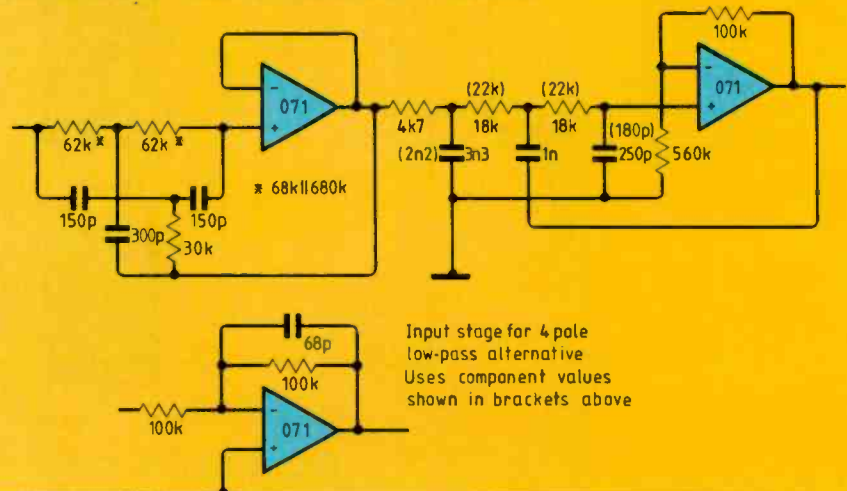 100k
071
−
+
(22k)
(22k)
071
−
+
62k*
62k*
4k7
18k
18k
(2n2)
3n3
1n
(180p)
250p
560k
150p
150p
* 68kII680k
300p
30k
68p
100k
100k
071
−
+
Input stage for 4 pole
low-pass alternative
Uses component values
shown in brackets above